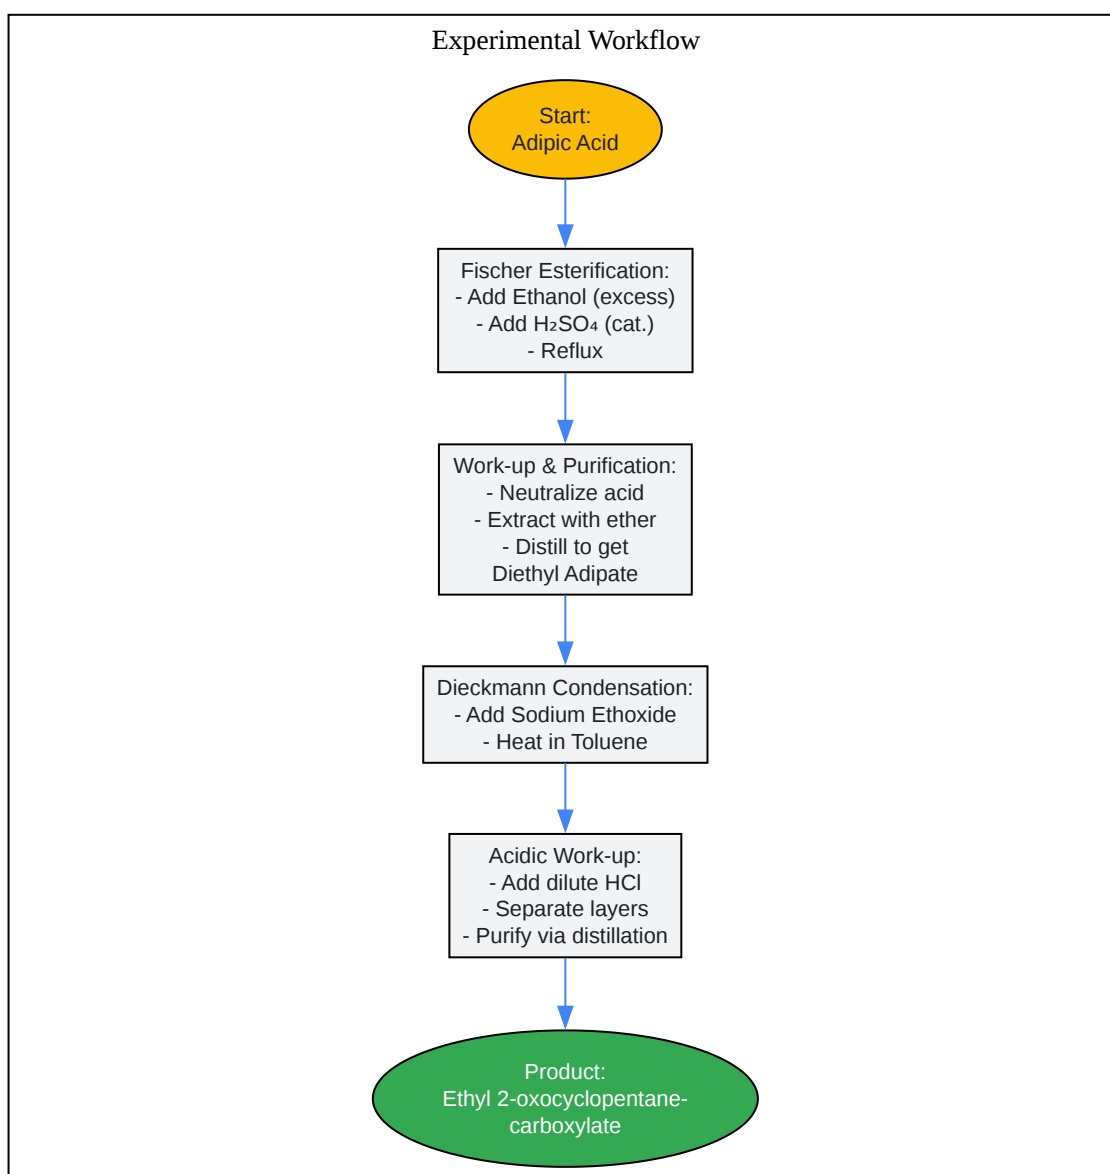 Experimental Workflow
Start:
Adipic Acid
Fischer Esterification:
- Add Ethanol (excess)
- Add H₂SO₄ (cat.)
- Reflux
Work-up & Purification:
- Neutralize acid
- Extract with ether
- Distill to get
Diethyl Adipate
Dieckmann Condensation:
- Add Sodium Ethoxide
- Heat in Toluene
Acidic Work-up:
- Add dilute HCl
- Separate layers
- Purify via distillation
Product:
Ethyl 2-oxocyclopentane-
carboxylate